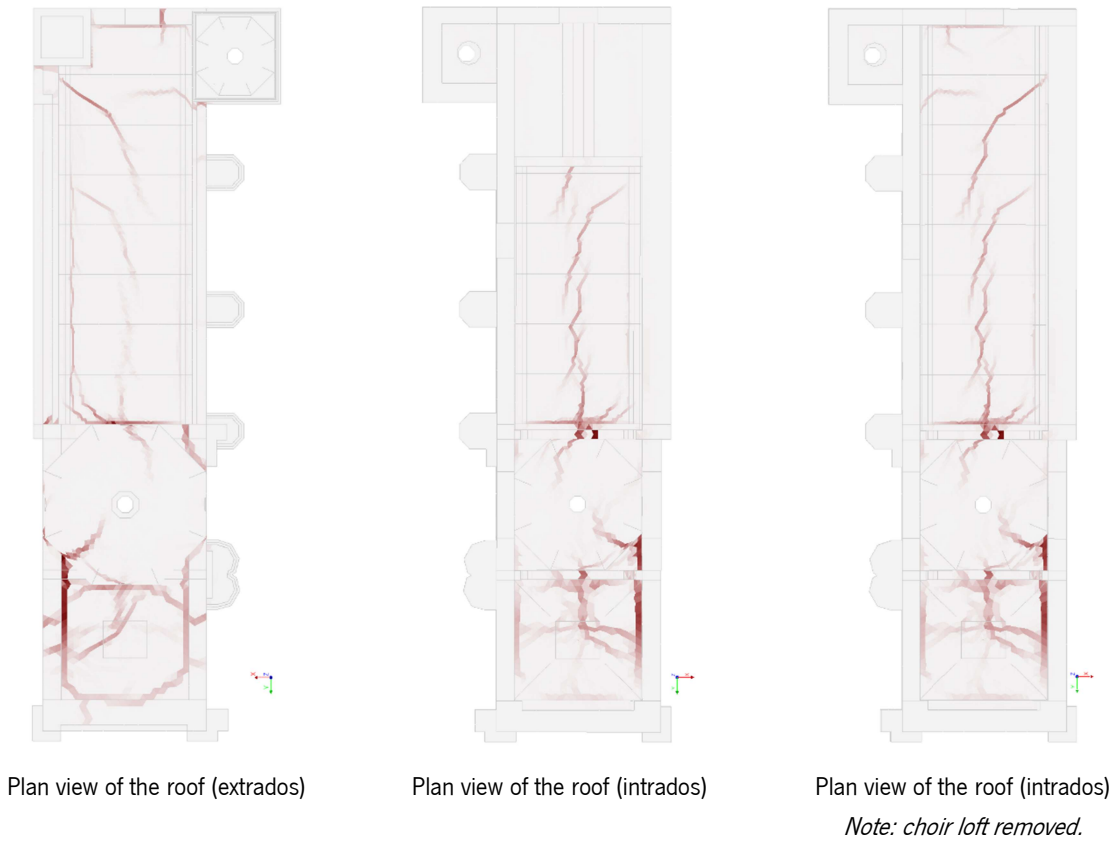 Plan view of the roof (extrados)
Plan view of the roof (intrados)
Plan view of the roof (intrados)
Note: choir loft removed.